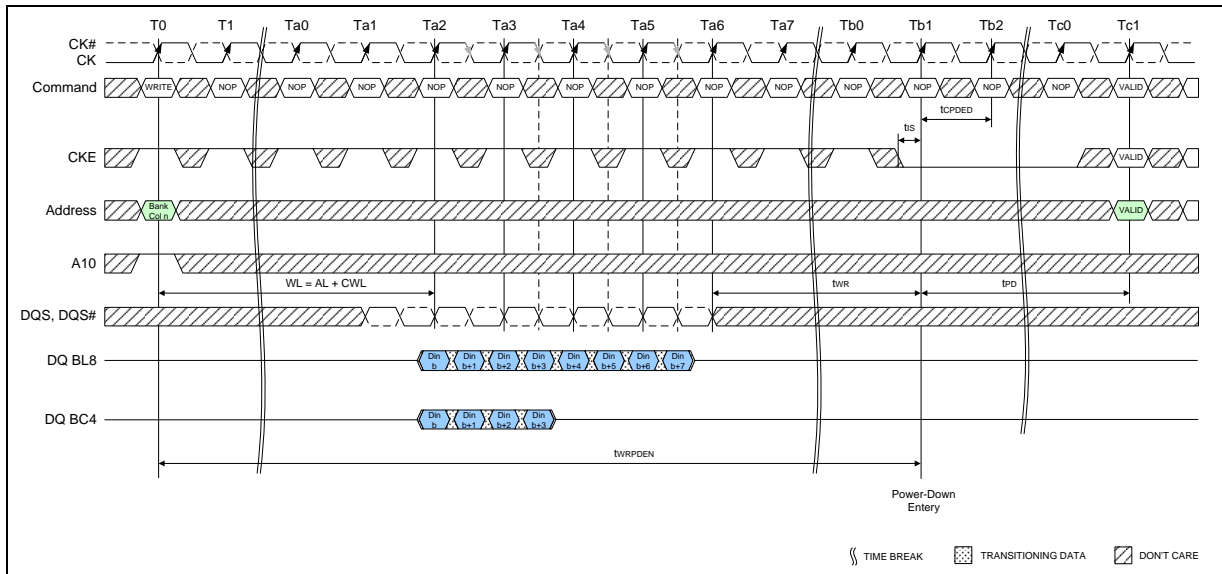 T0 T1 Ta0 Ta1 Ta2 Ta3 Ta4 Ta5 Ta6 Ta7 Tb0 Tb1 Tb2 Tc0 Tc1
CK#
CK
Command WRITE NOP NOP NOP NOP NOP NOP NOP NOP NOP NOP NOP NOP NOP VALID
tCPDED
tIS
CKE VALID
Address Bank Col n VALID
A10
WL = AL + CWL tWR tPD
DQS, DQS#
DQ BL8 Din b Din b+1 Din b+2 Din b+3 Din b+4 Din b+5 Din b+6 Din b+7
DQ BC4 Din b Din b+1 Din b+2 Din b+3
tWRPDEN
Power-Down
Entery
TIME BREAK TRANSITIONING DATA DON'T CARE